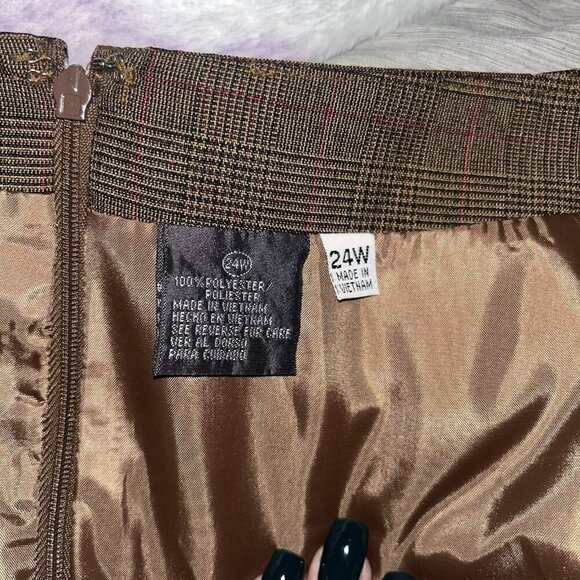 24W
100% POLYESTER
POLIESTER
MADE IN VIETNAM
HECHO EN VIETNAM
SEE REVERSE FOR CARE
VER AL DORSO
PARA CUIDADO
24W
MADE IN
VIETNAM